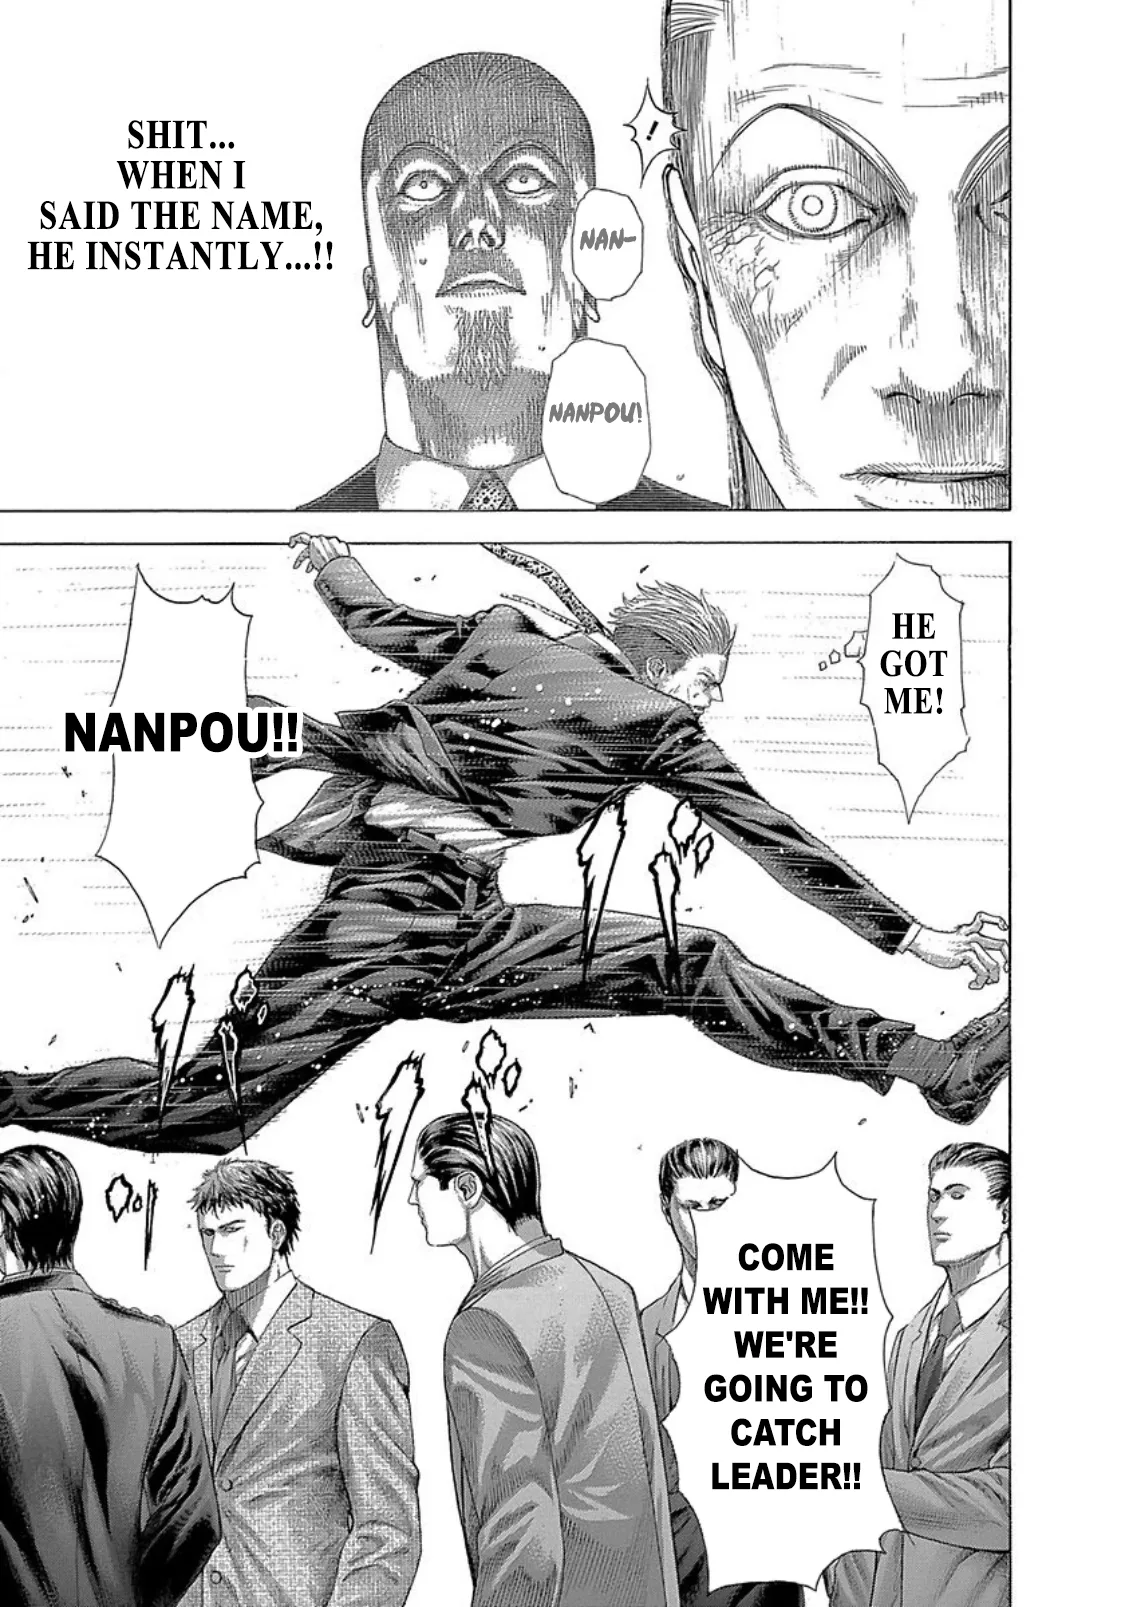 !
NAN-
NANPOU!
SHIT...
WHEN I
SAID THE NAME,
HE INSTANTLY...!!
HE
GOT
ME!
NANPOU!!
COME
WITH ME!!
WE'RE
GOING TO
CATCH
LEADER!!